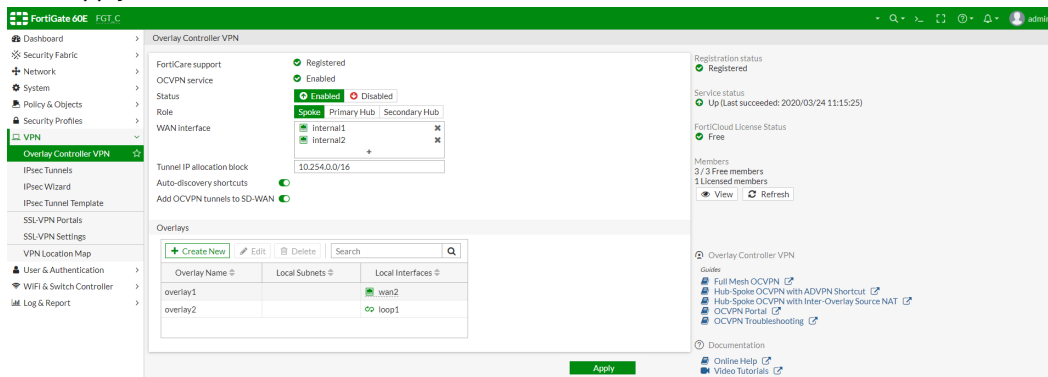 FortiGate 60E FGT_C
admin
Dashboard
Security Fabric
Network
System
Policy & Objects
Security Profiles
VPN
Overlay Controller VPN
IPsec Tunnels
IPsec Wizard
IPsec Tunnel Template
SSL-VPN Portals
SSL-VPN Settings
VPN Location Map
User & Authentication
WiFi & Switch Controller
Log & Report
Overlay Controller VPN
FortiCare support Registered
OCVPN service Enabled
Status Enabled Disabled
Role Spoke Primary Hub Secondary Hub
WAN interface internal1
internal2
+
Tunnel IP allocation block 10.254.0.0/16
Auto-discovery shortcuts
Add OCVPN tunnels to SD-WAN
Overlays
+ Create New Edit Delete Search
Overlay Name Local Subnets Local Interfaces
overlay1 wan2
overlay2 loop1
Apply
Registration status
Registered
Service status
Up (Last succeeded: 2020/03/24 11:15:25)
FortiCloud License Status
Free
Members
3 / 3 Free members
1 Licensed members
View Refresh
Overlay Controller VPN
Guides
Full Mesh OCVPN
Hub-Spoke OCVPN with ADVPN Shortcut
Hub-Spoke OCVPN with Inter-Overlay Source NAT
OCVPN Portal
OCVPN Troubleshooting
Documentation
Online Help
Video Tutorials